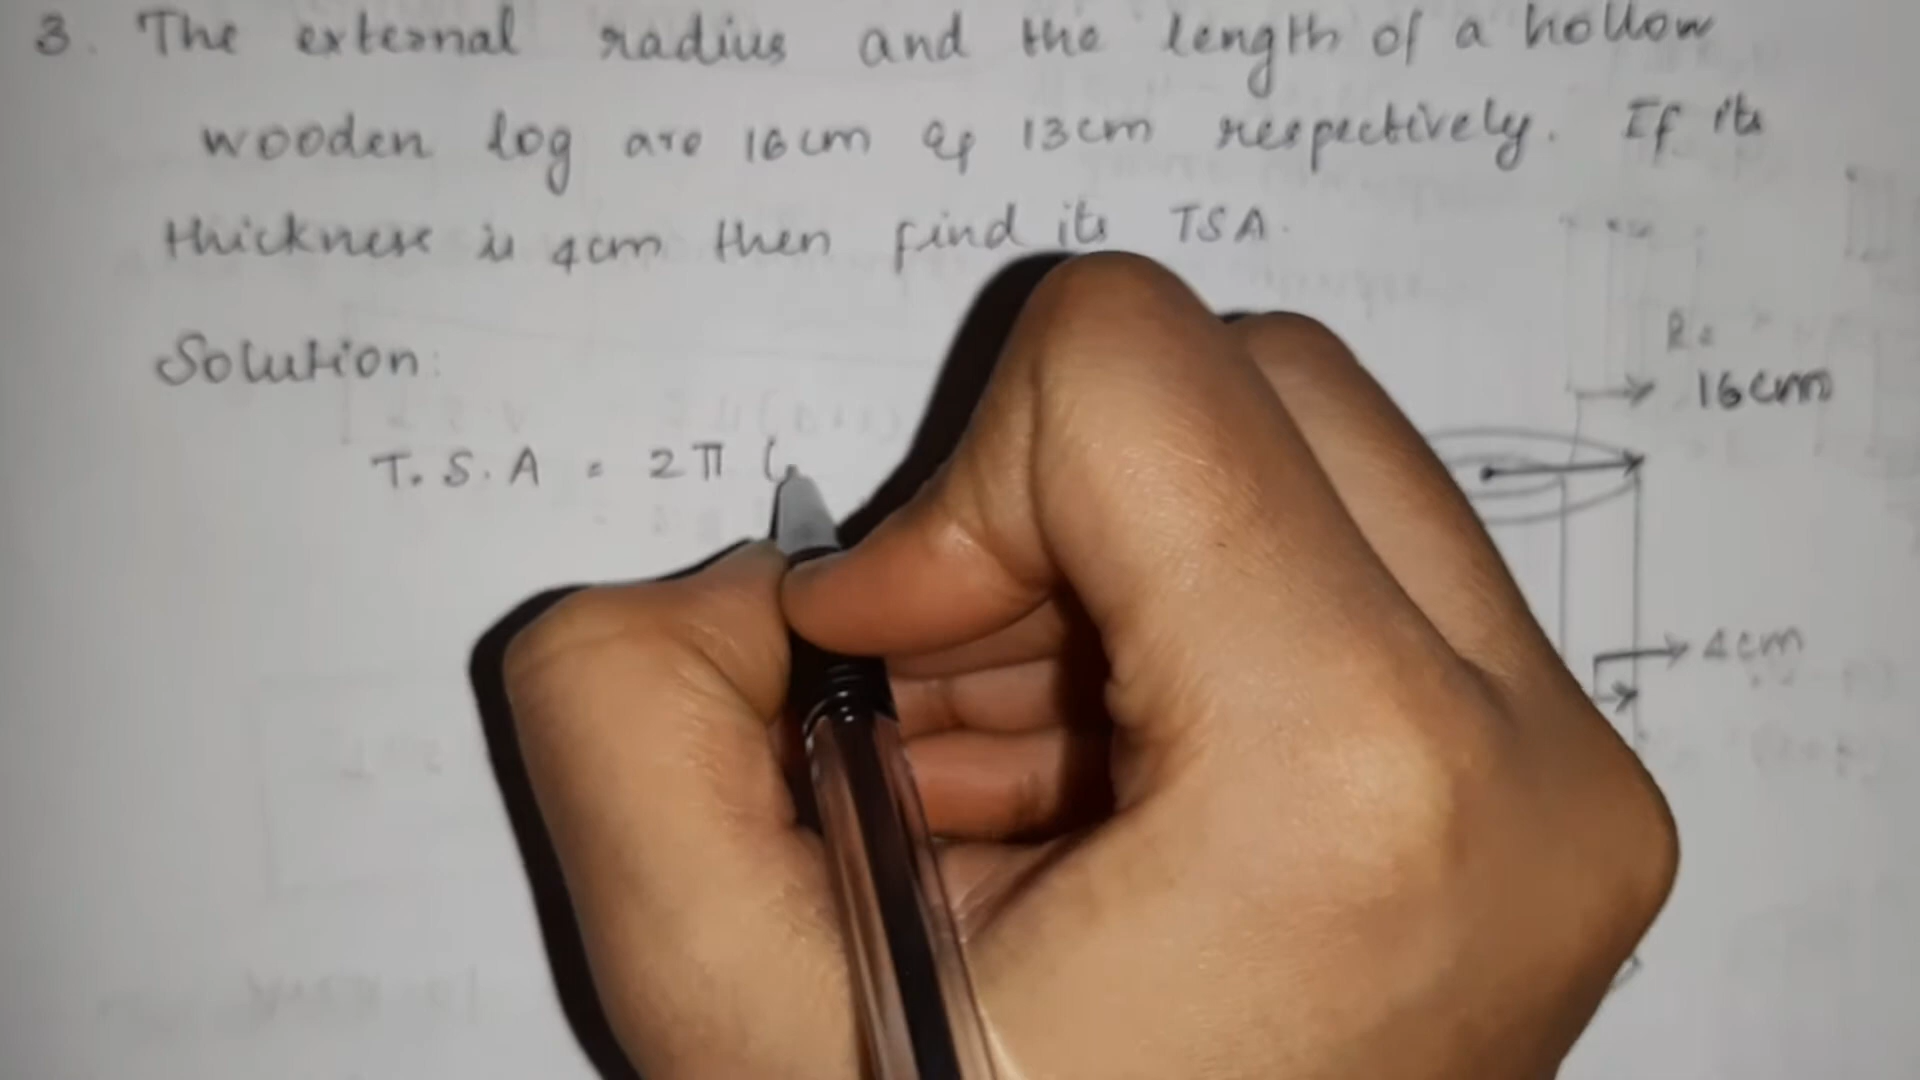 3. The external radius and the length of a hollow
wooden log are 16cm & 13cm respectively. If its
thickness is 4cm then find its TSA.
Solution:
R =
16cm
T.S.A = 2π (
4cm